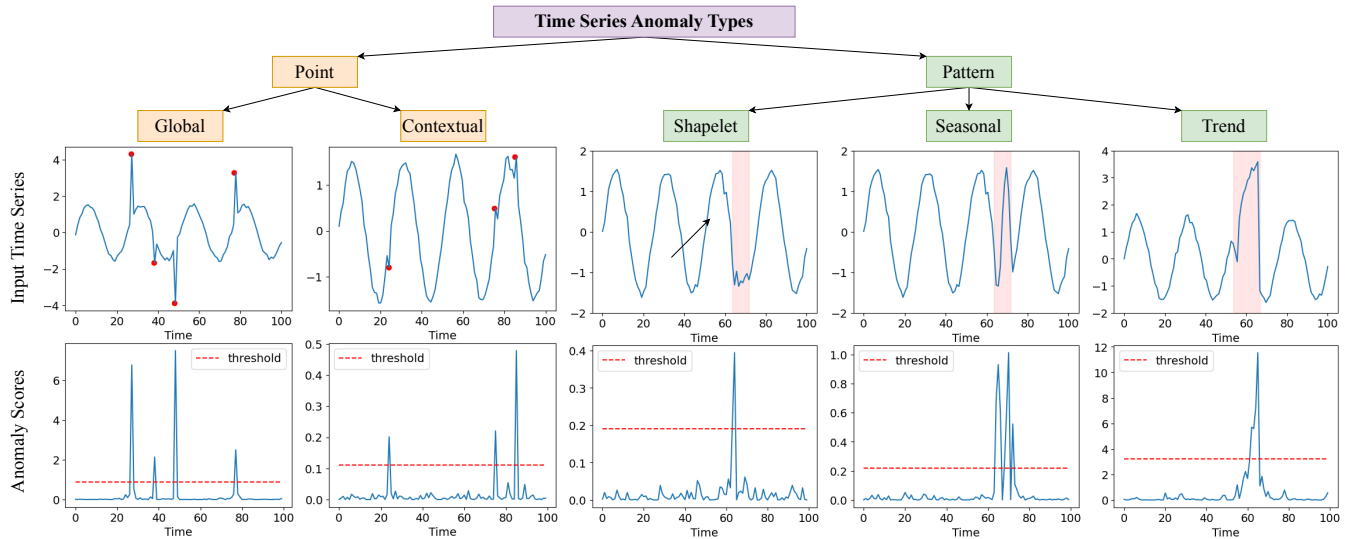 Time Series Anomaly Types
Point
Pattern
Global
Contextual
Shapelet
Seasonal
Trend
Input Time Series
4
2
0
−2
−4
0 20 40 60 80 100
Time
1
0
−1
0 20 40 60 80 100
Time
2
1
0
−1
−2
0 20 40 60 80 100
Time
2
1
0
−1
−2
0 20 40 60 80 100
Time
4
3
2
1
0
−1
−2
0 20 40 60 80 100
Time
Anomaly Scores
threshold
6
4
2
0
0 20 40 60 80 100
Time
threshold
0.5
0.4
0.3
0.2
0.1
0.0
0 20 40 60 80 100
Time
threshold
0.4
0.3
0.2
0.1
0.0
0 20 40 60 80 100
Time
threshold
1.0
0.8
0.6
0.4
0.2
0.0
0 20 40 60 80 100
Time
threshold
12
10
8
6
4
2
0
0 20 40 60 80 100
Time